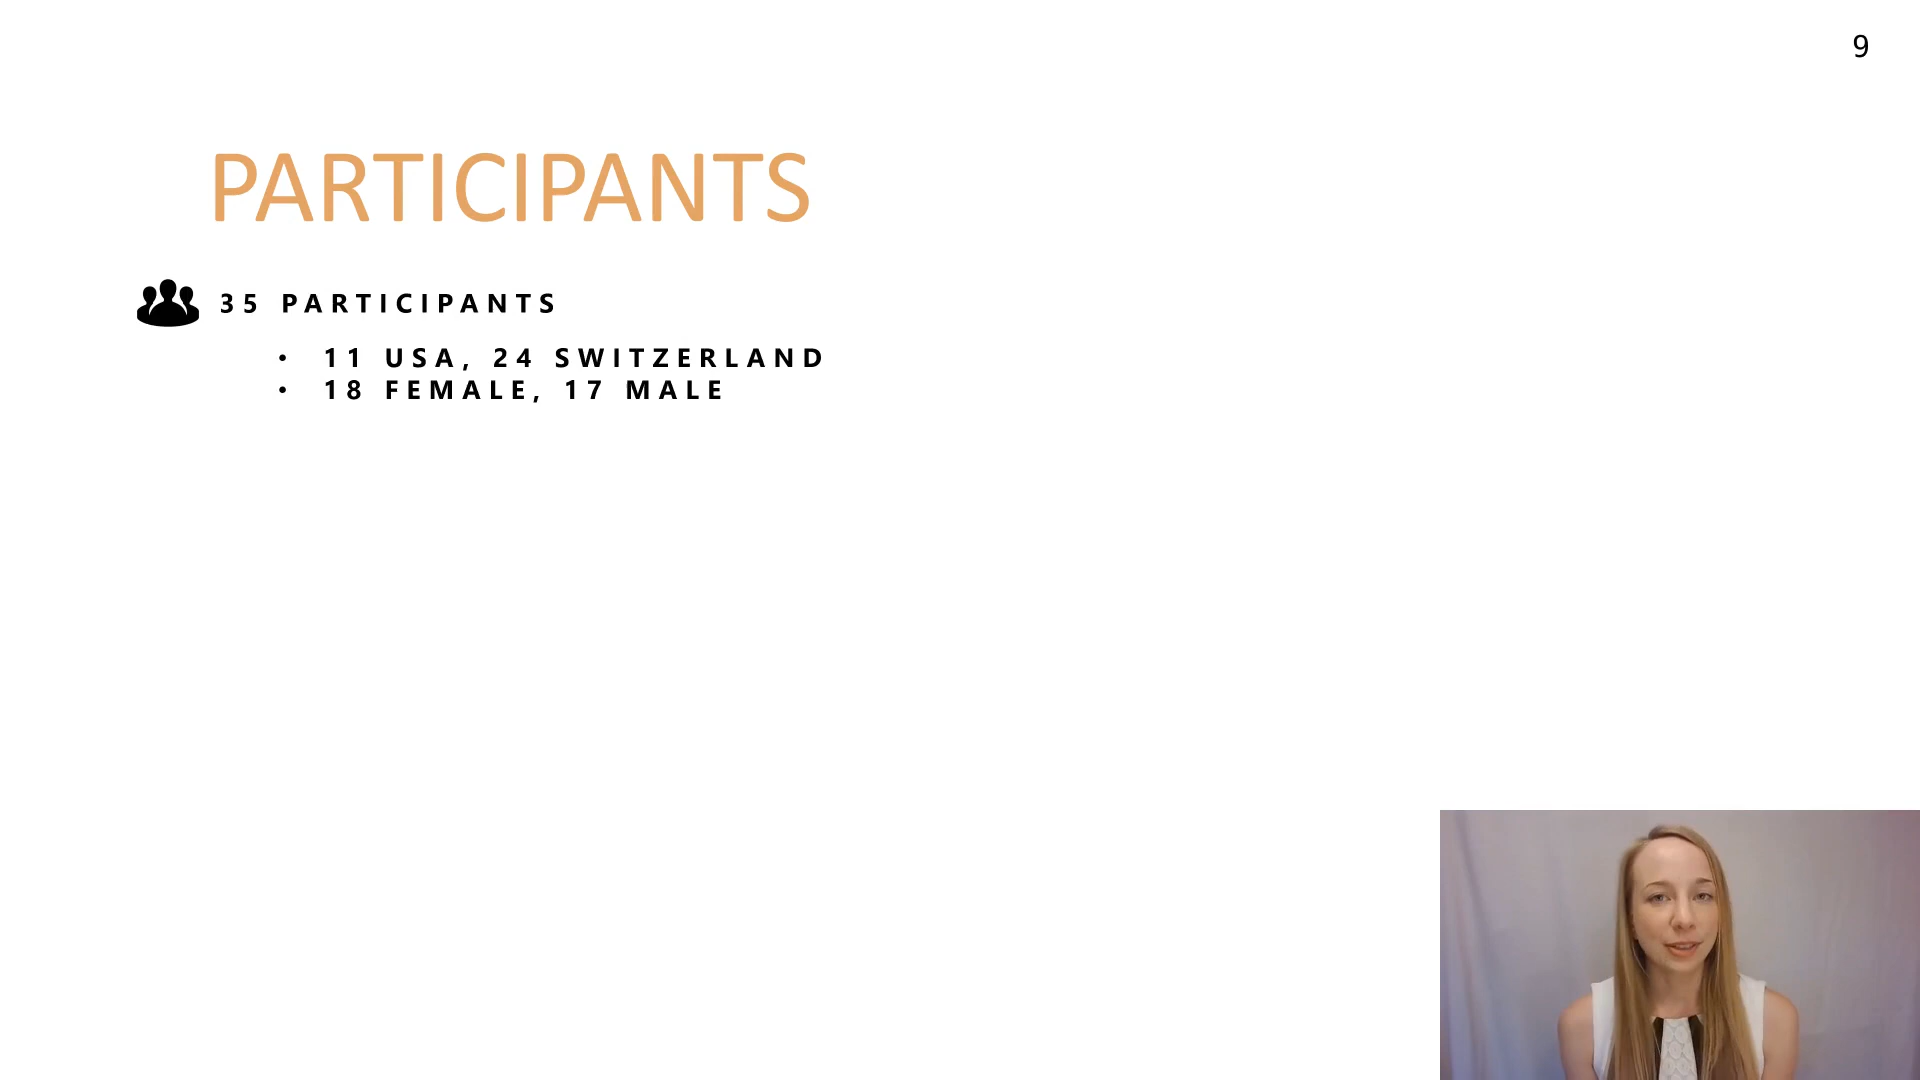 9
PARTICIPANTS
35 PARTICIPANTS
• 11 USA, 24 SWITZERLAND
• 18 FEMALE, 17 MALE